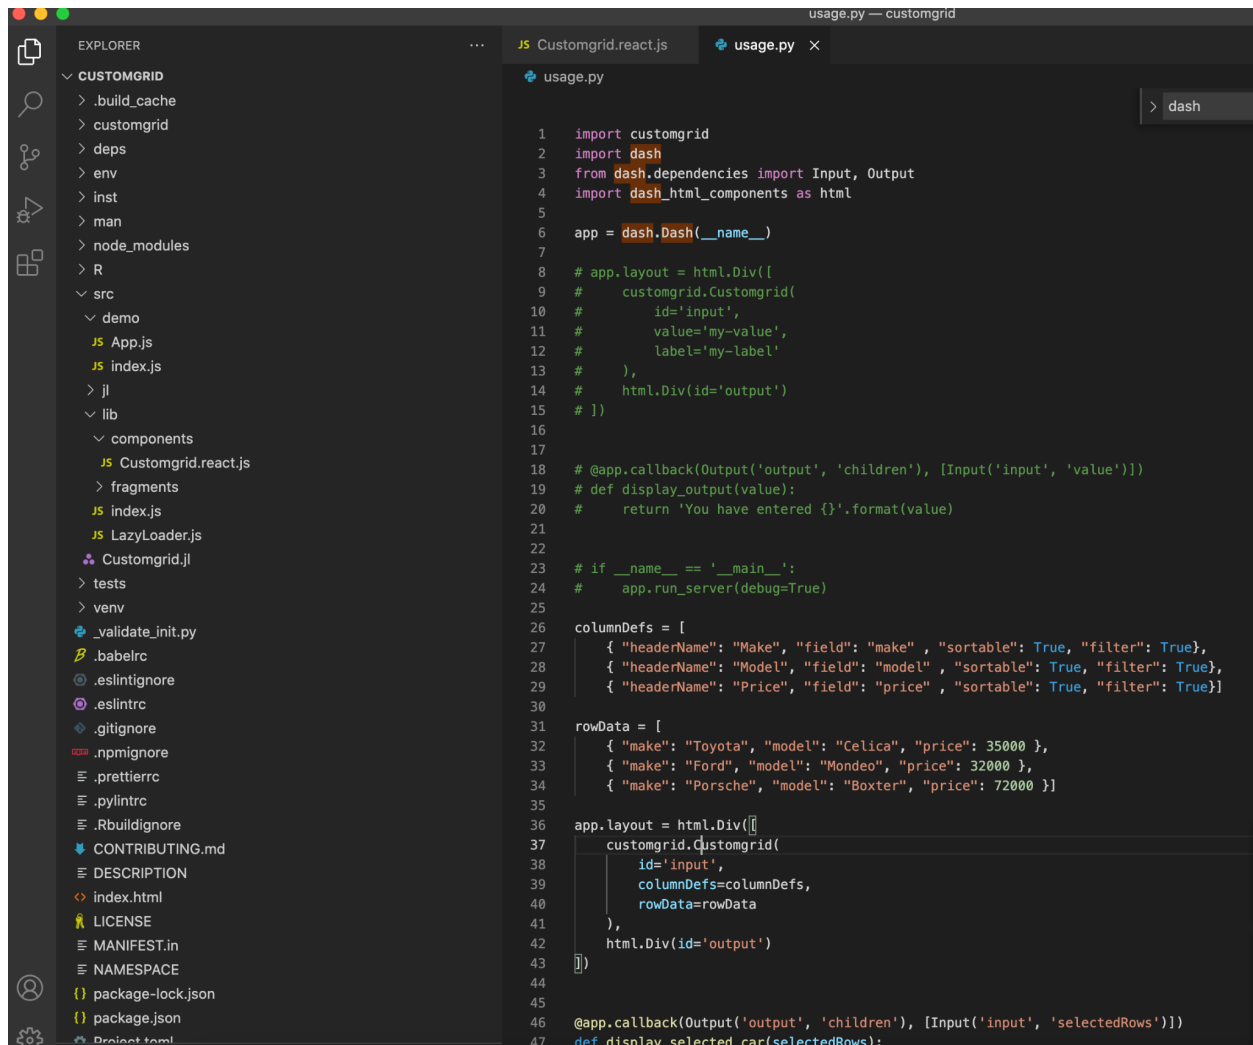 usage.py — customgrid
EXPLORER
JS Customgrid.react.js
usage.py
CUSTOMGRID
usage.py
.build_cache
customgrid
deps
env
inst
man
node_modules
R
src
demo
JS App.js
JS index.js
jl
lib
components
JS Customgrid.react.js
fragments
JS index.js
JS LazyLoader.js
Customgrid.jl
tests
venv
_validate_init.py
.babelrc
.eslintignore
.eslintrc
.gitignore
.npmignore
.prettierrc
.pylintrc
.Rbuildignore
CONTRIBUTING.md
DESCRIPTION
index.html
LICENSE
MANIFEST.in
NAMESPACE
{} package-lock.json
{} package.json
Project.toml
dash
1 import customgrid
2 import dash
3 from dash.dependencies import Input, Output
4 import dash_html_components as html
5
6 app = dash.Dash(__name__)
7
8 # app.layout = html.Div([
9 #     customgrid.Customgrid(
10 #         id='input',
11 #         value='my-value',
12 #         label='my-label'
13 #     ),
14 #     html.Div(id='output')
15 # ])
16
17
18 # @app.callback(Output('output', 'children'), [Input('input', 'value')])
19 # def display_output(value):
20 #     return 'You have entered {}'.format(value)
21
22
23 # if __name__ == '__main__':
24 #     app.run_server(debug=True)
25
26 columnDefs = [
27     { "headerName": "Make", "field": "make" , "sortable": True, "filter": True},
28     { "headerName": "Model", "field": "model" , "sortable": True, "filter": True},
29     { "headerName": "Price", "field": "price" , "sortable": True, "filter": True}]
30
31 rowData = [
32     { "make": "Toyota", "model": "Celica", "price": 35000 },
33     { "make": "Ford", "model": "Mondeo", "price": 32000 },
34     { "make": "Porsche", "model": "Boxter", "price": 72000 }]
35
36 app.layout = html.Div([
37     customgrid.Customgrid(
38         id='input',
39         columnDefs=columnDefs,
40         rowData=rowData
41     ),
42     html.Div(id='output')
43 ])
44
45
46 @app.callback(Output('output', 'children'), [Input('input', 'selectedRows')])
47 def display_selected_car(selectedRows):